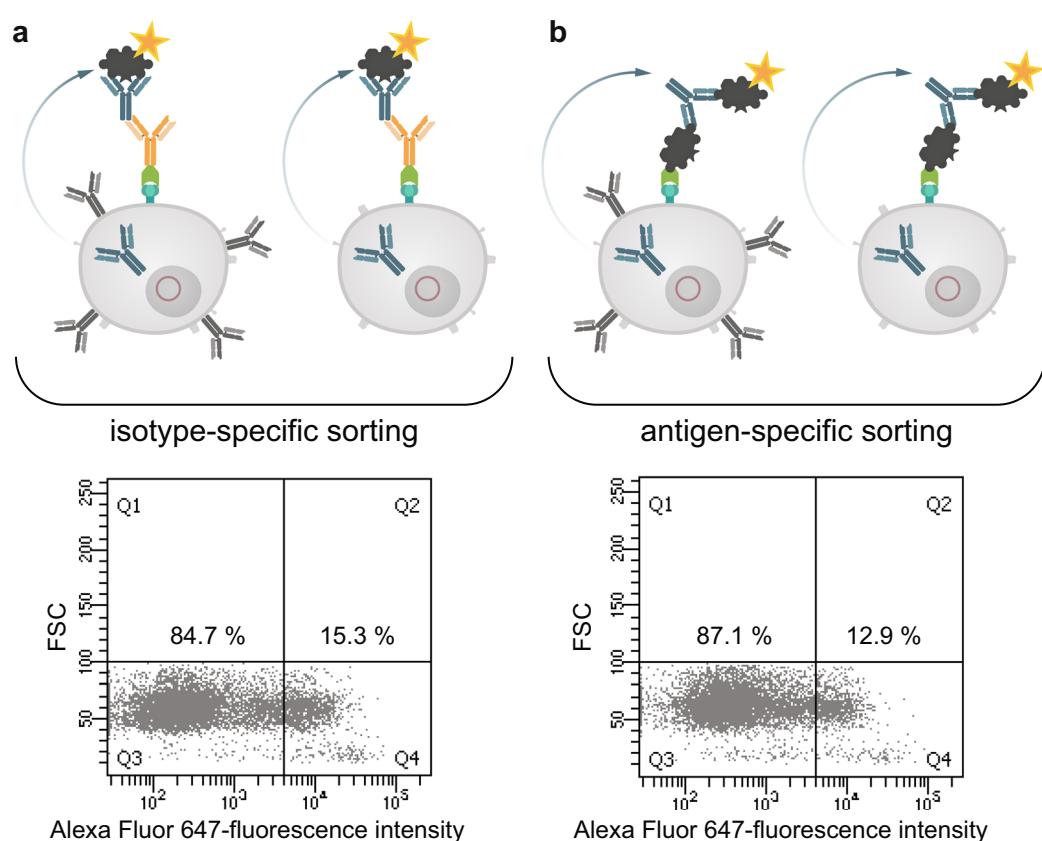 a
b
isotype-specific sorting
antigen-specific sorting
250
200
150
100
50
FSC
Q1
Q2
84.7 %
15.3 %
Q3
Q4
10²
10³
10⁴
10⁵
Alexa Fluor 647-fluorescence intensity
250
200
150
100
50
FSC
Q1
Q2
87.1 %
12.9 %
Q3
Q4
10²
10³
10⁴
10⁵
Alexa Fluor 647-fluorescence intensity